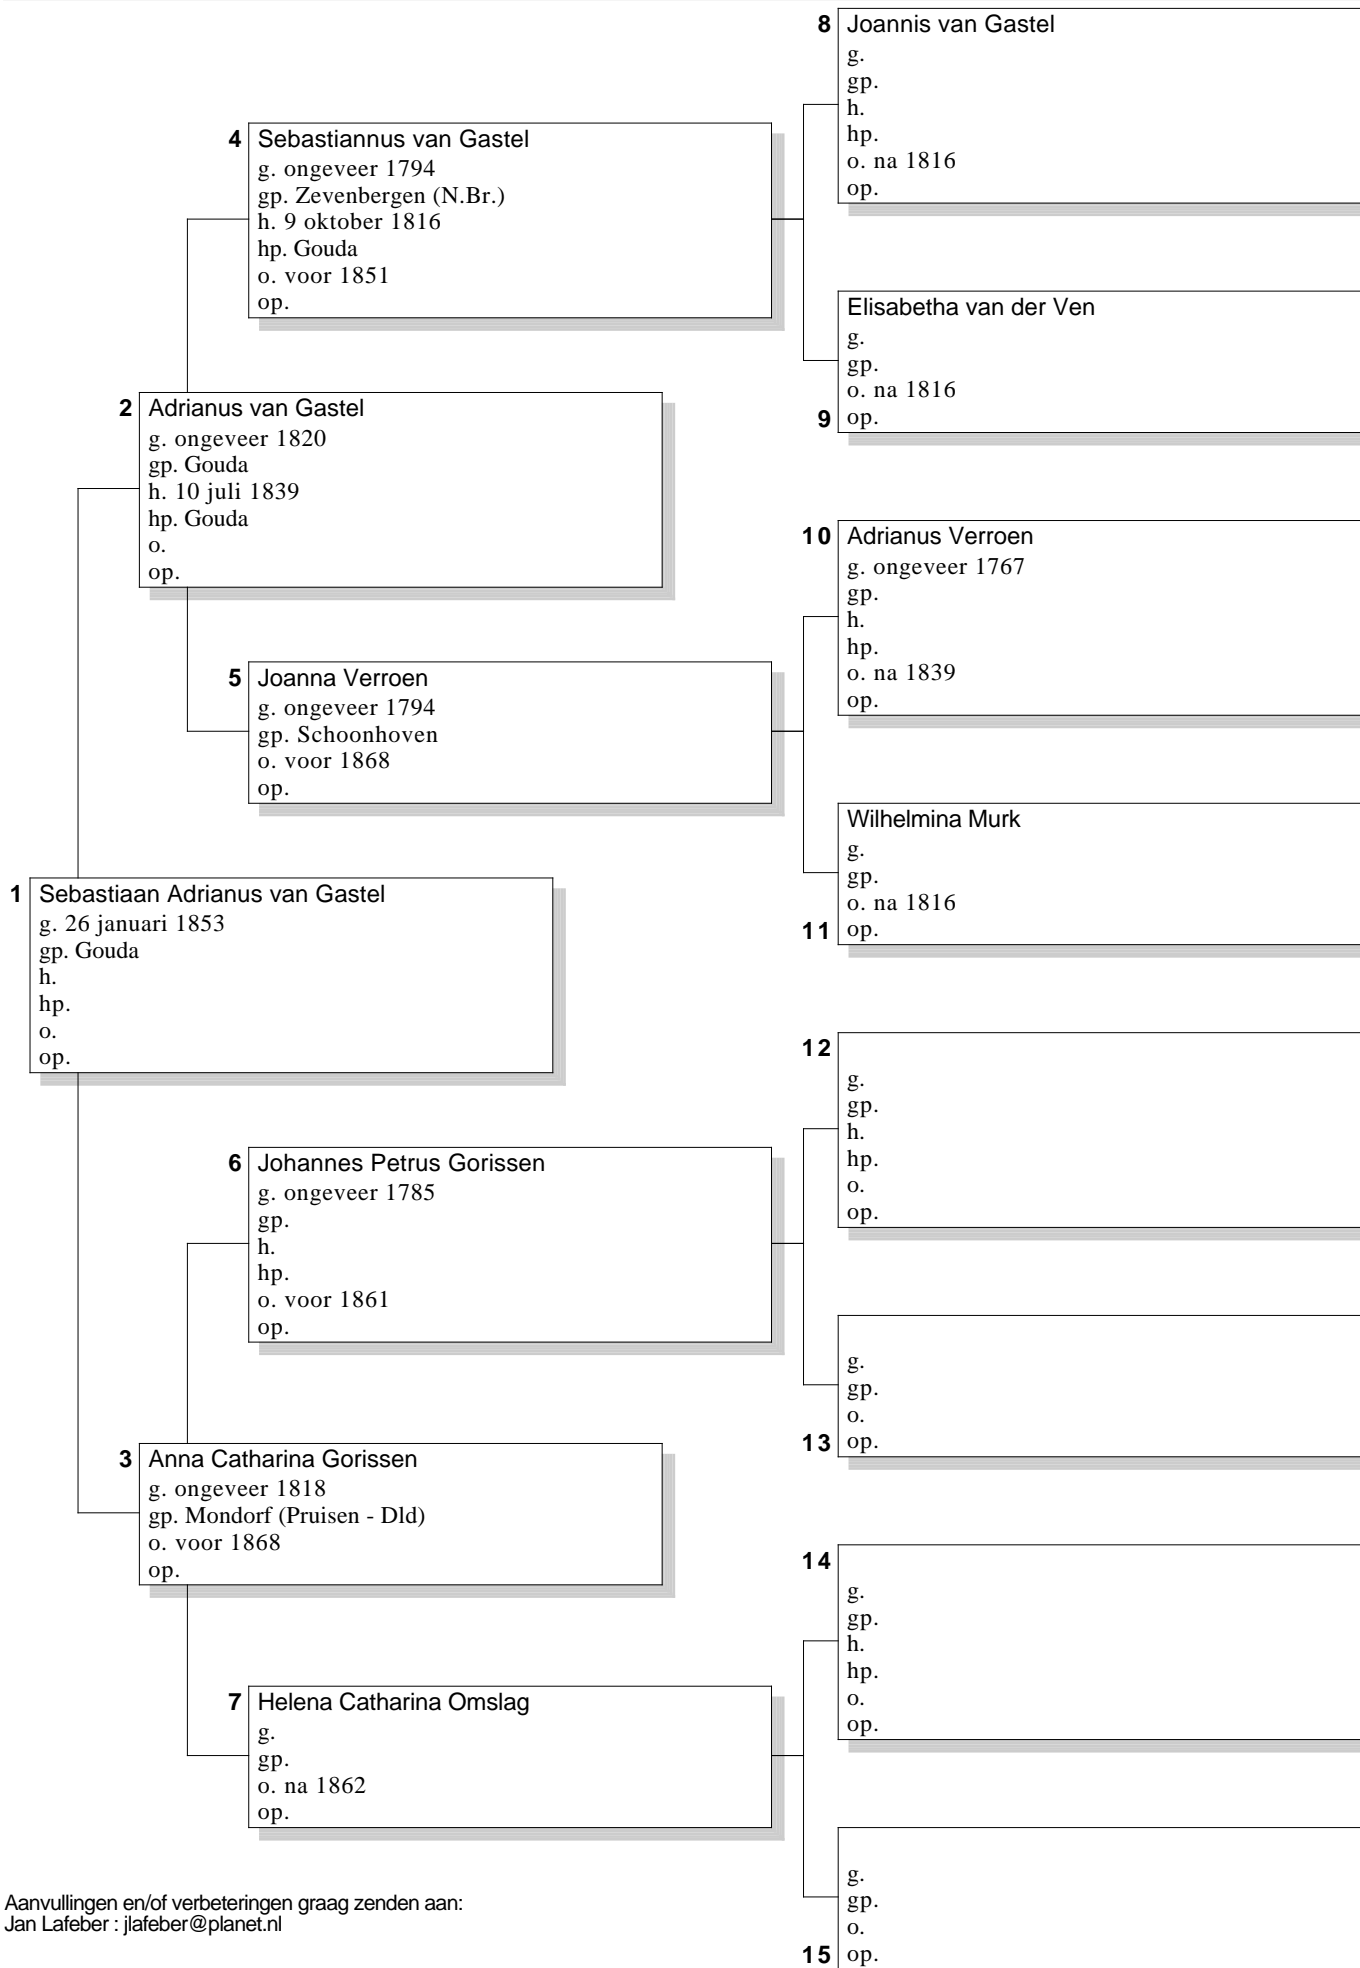 8 Joannis van Gastel
g.
gp.
h.
hp.
o. na 1816
op.
4 Sebastiannus van Gastel
g. ongeveer 1794
gp. Zevenbergen (N.Br.)
h. 9 oktober 1816
hp. Gouda
o. voor 1851
op.
Elisabetha van der Ven
g.
gp.
o. na 1816
9 op.
2 Adrianus van Gastel
g. ongeveer 1820
gp. Gouda
h. 10 juli 1839
hp. Gouda
o.
op.
10 Adrianus Verroen
g. ongeveer 1767
gp.
h.
hp.
o. na 1839
op.
5 Joanna Verroen
g. ongeveer 1794
gp. Schoonhoven
o. voor 1868
op.
Wilhelmina Murk
g.
gp.
o. na 1816
11 op.
1 Sebastiaan Adrianus van Gastel
g. 26 januari 1853
gp. Gouda
h.
hp.
o.
op.
12
g.
gp.
h.
hp.
o.
op.
6 Johannes Petrus Gorissen
g. ongeveer 1785
gp.
h.
hp.
o. voor 1861
op.
g.
gp.
o.
13 op.
3 Anna Catharina Gorissen
g. ongeveer 1818
gp. Mondorf (Pruisen - Dld)
o. voor 1868
op.
14
g.
gp.
h.
hp.
o.
op.
7 Helena Catharina Omslag
g.
gp.
o. na 1862
op.
g.
gp.
o.
15 op.
Aanvullingen en/of verbeteringen graag zenden aan:
Jan Lafeber : jlafeber@planet.nl